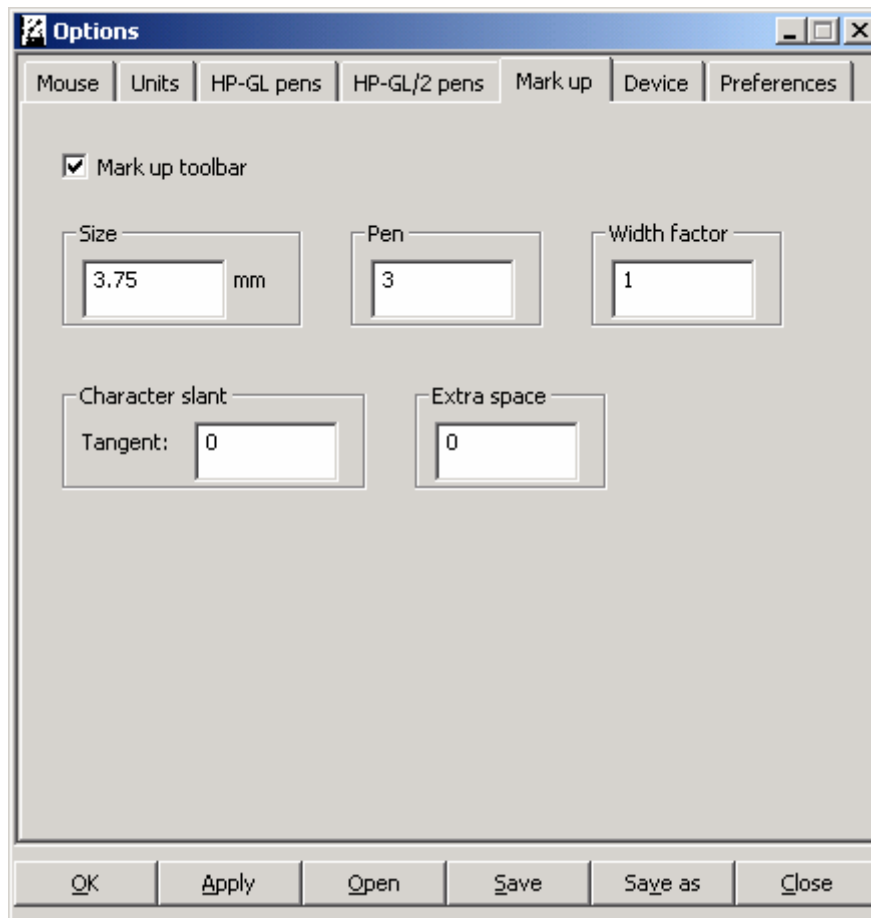 Options
Mouse Units HP-GL pens HP-GL/2 pens Mark up Device Preferences
Mark up toolbar
Size Pen Width factor
3.75 mm 3 1
Character slant Extra space
Tangent: 0 0
OK Apply Open Save Save as Close